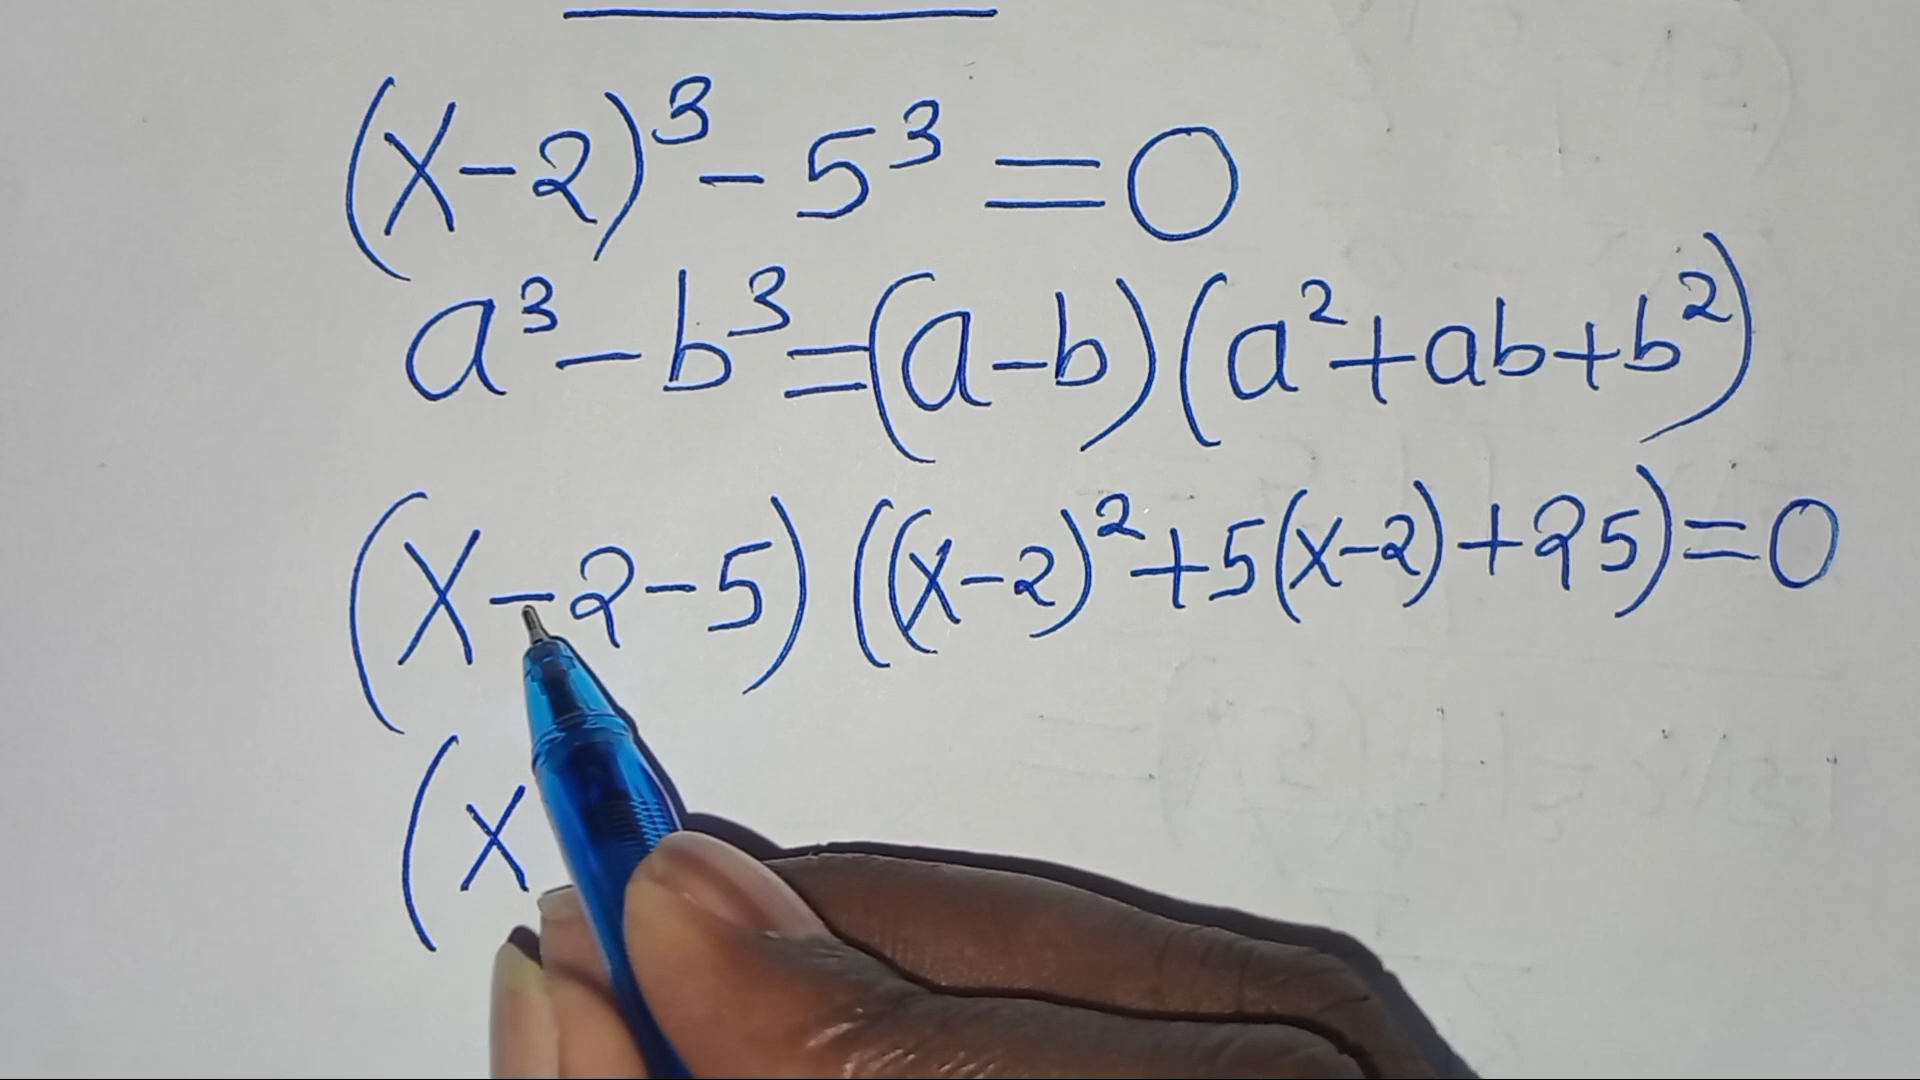 (x-2)³ - 5³ = 0
a³ - b³ = (a-b)(a²+ab+b²)
(x-2-5)((x-2)²+5(x-2)+25)=0
(x